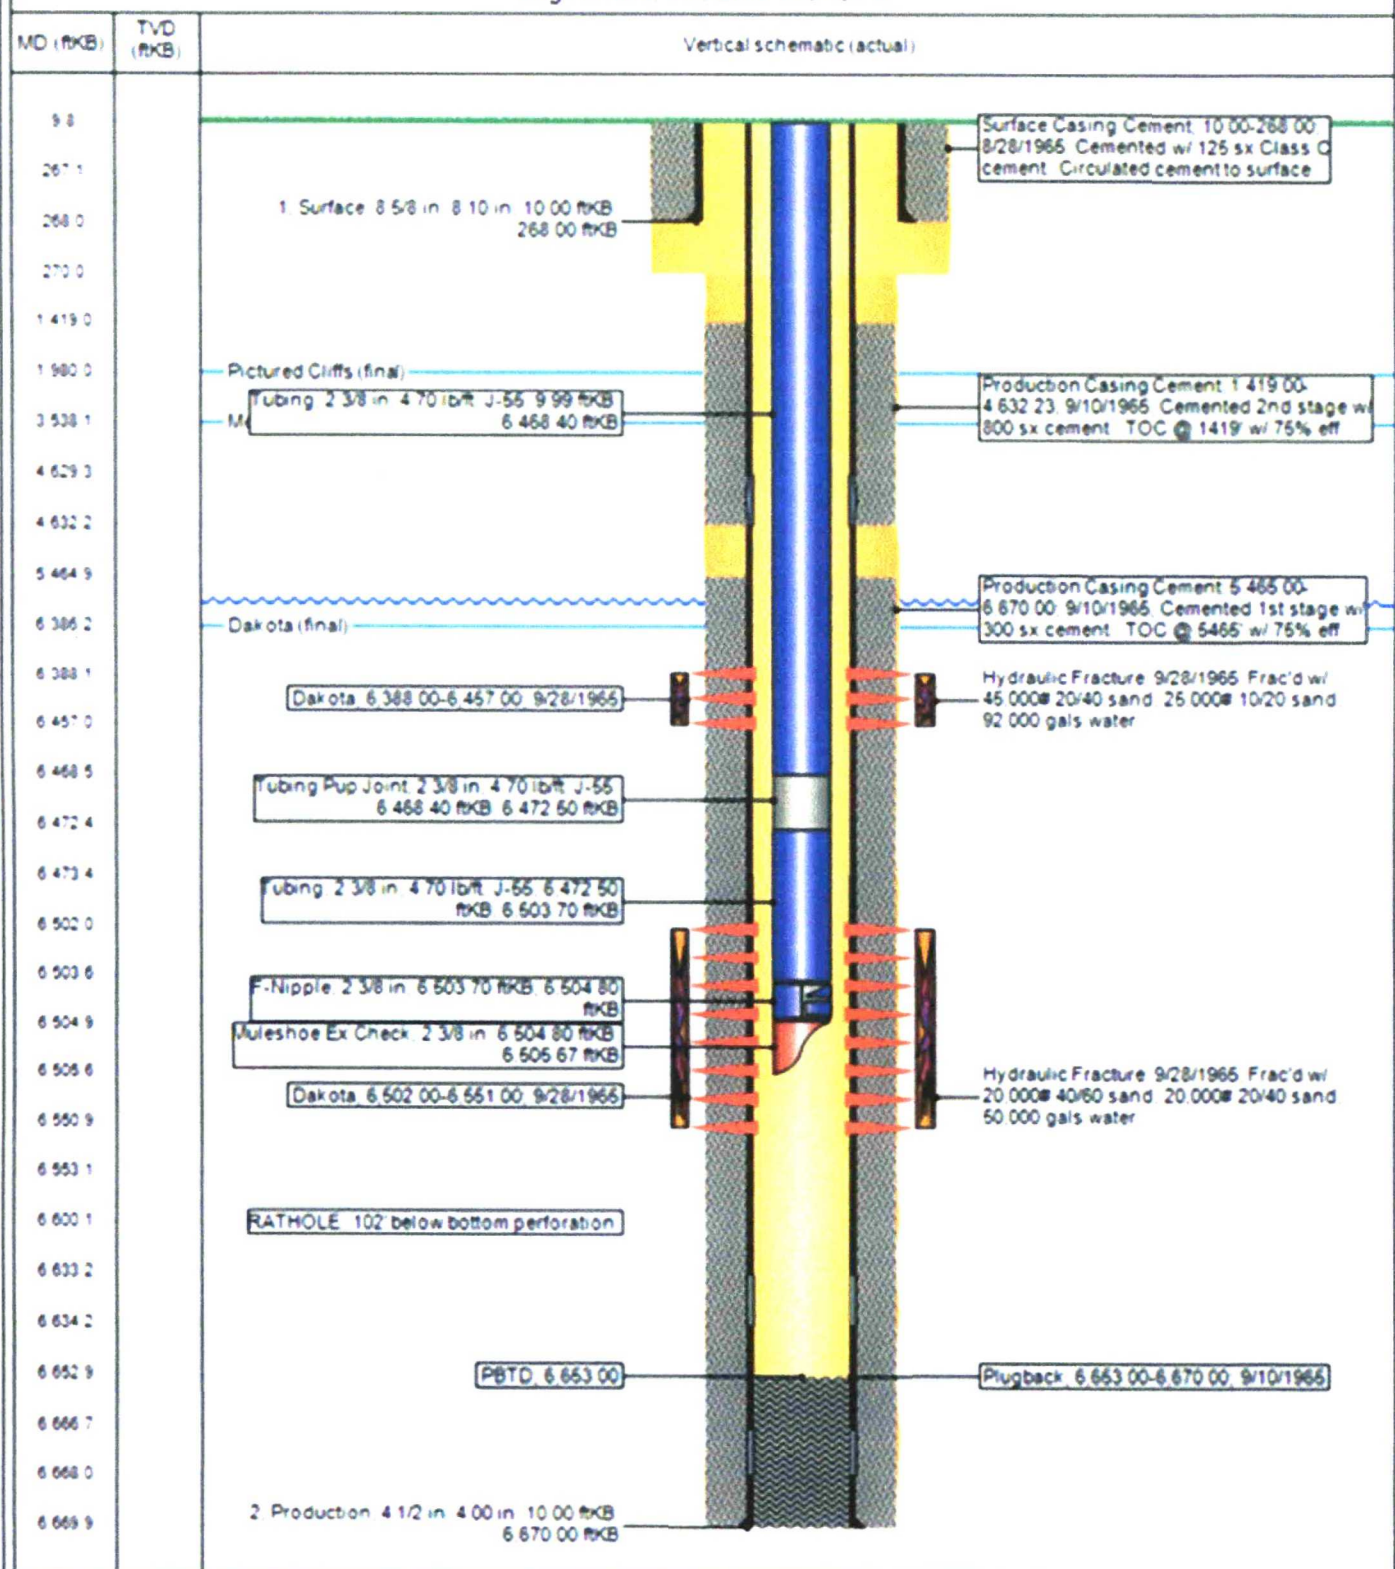 MD (ftKB)
TVD
(ftKB)
Vertical schematic (actual)
9.8
267.1
268.0
270.0
1 419.0
1 980.0
3 538.1
4 629.3
4 632.2
5 464.9
6 386.2
6 388.1
6 457.0
6 468.5
6 472.4
6 473.4
6 502.0
6 503.6
6 504.9
6 505.6
6 550.9
6 553.1
6 600.1
6 633.2
6 634.2
6 652.9
6 666.7
6 668.0
6 669.9
Surface Casing Cement, 10.00-268.00,
8/28/1965, Cemented w/ 125 sx Class C
cement. Circulated cement to surface
1. Surface, 8 5/8 in, 8.10 in, 10.00 ftKB,
268.00 ftKB
Pictured Cliffs (final)
Tubing, 2 3/8 in, 4.70 lb/ft, J-55, 9.99 ftKB,
6,468.40 ftKB
Production Casing Cement, 1,419.00-
4,632.23, 9/10/1965, Cemented 2nd stage w/
800 sx cement. TOC @ 1419' w/ 75% eff
Production Casing Cement, 5,465.00-
6,670.00, 9/10/1965, Cemented 1st stage w/
300 sx cement. TOC @ 5465' w/ 75% eff
Dakota (final)
Dakota, 6,388.00-6,457.00, 9/28/1965
Hydraulic Fracture, 9/28/1965, Frac'd w/
45,000# 20/40 sand, 25,000# 10/20 sand,
92,000 gals water
Tubing Pup Joint, 2 3/8 in, 4.70 lb/ft, J-55,
6,468.40 ftKB, 6,472.50 ftKB
Tubing, 2 3/8 in, 4.70 lb/ft, J-55, 6,472.50
ftKB, 6,503.70 ftKB
F-Nipple, 2 3/8 in, 6,503.70 ftKB, 6,504.80
ftKB
Muleshoe Ex Check, 2 3/8 in, 6,504.80 ftKB,
6,505.67 ftKB
Dakota, 6,502.00-6,551.00, 9/28/1965
Hydraulic Fracture, 9/28/1965, Frac'd w/
20,000# 40/60 sand, 20,000# 20/40 sand,
50,000 gals water
RATHOLE, 102' below bottom perforation
PBTD, 6,653.00
Plugback, 6,653.00-6,670.00, 9/10/1965
2. Production, 4 1/2 in, 4.00 in, 10.00 ftKB,
6,670.00 ftKB